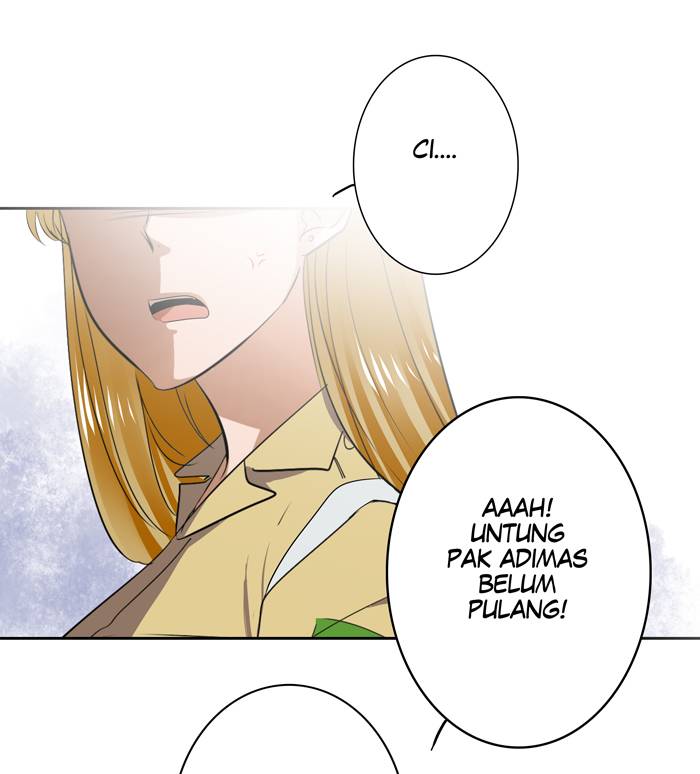 CI....
AAAH!
UNTUNG
PAK ADIMAS
BELUM
PULANG!